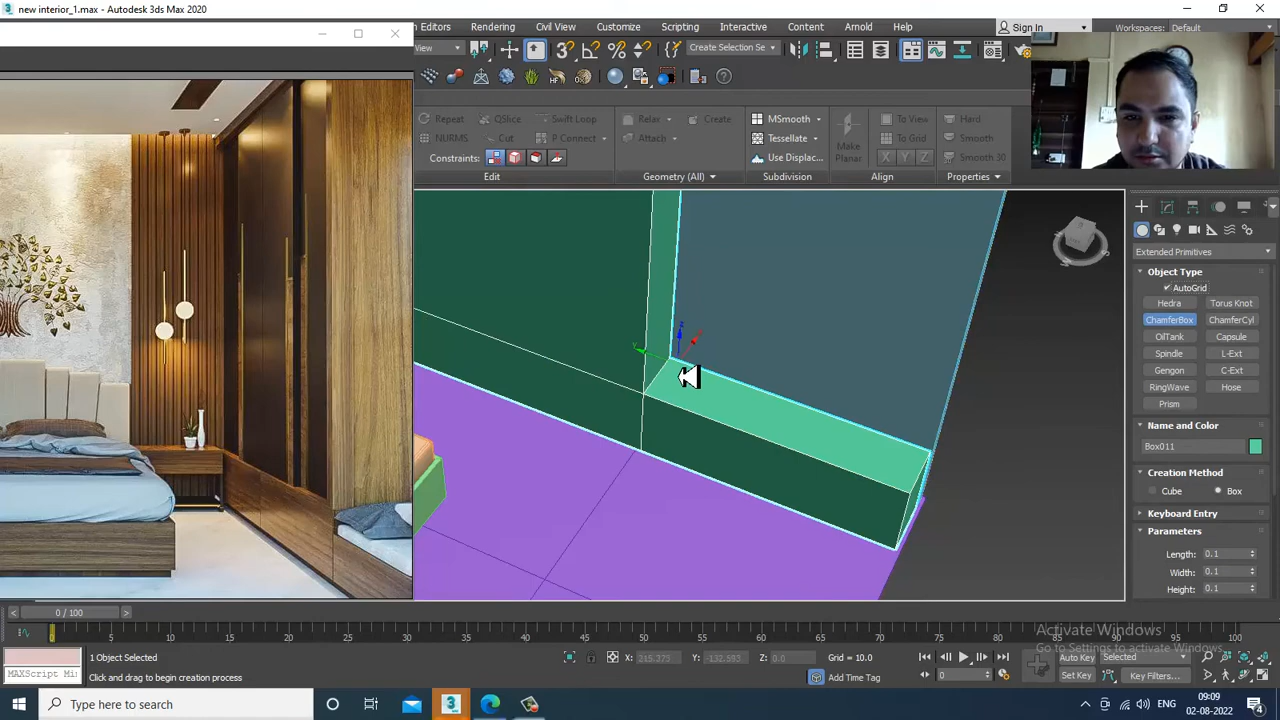 new interior_1.max - Autodesk 3ds Max 2020
n Editors Rendering Civil View Customize Scripting Interactive Content Arnold Help
Sign In Workspaces: Default
View Create Selection Se
Repeat QSlice Swift Loop Relax Create MSmooth To View Hard
NURMS Cut P Connect Attach Tessellate Make Planar To Grid Smooth
Constraints: Use Displac... X Y Z Smooth 30
Edit Geometry (All) Subdivision Align Properties
Extended Primitives
Object Type
AutoGrid
Hedra Torus Knot
ChamferBox ChamferCyl
OilTank Capsule
Spindle L-Ext
Gengon C-Ext
RingWave Hose
Prism
Name and Color
Box011
Creation Method
Cube Box
Keyboard Entry
Parameters
Length: 0.1
Width: 0.1
Height: 0.1
z
y
0 / 100
0 5 10 15 20 25 30 35 40 45 50 55 60 65 70 75 80 85 90 95 100
Activate Windows
Go to Settings to activate Windows.
1 Object Selected X: 215.375 Y: -132.593 Z: 0.0 Grid = 10.0 Auto Key Selected
MAXScript Mi Click and drag to begin creation process Add Time Tag 0 Set Key Key Filters...
Type here to search
ENG
09:09
02-08-2022
4